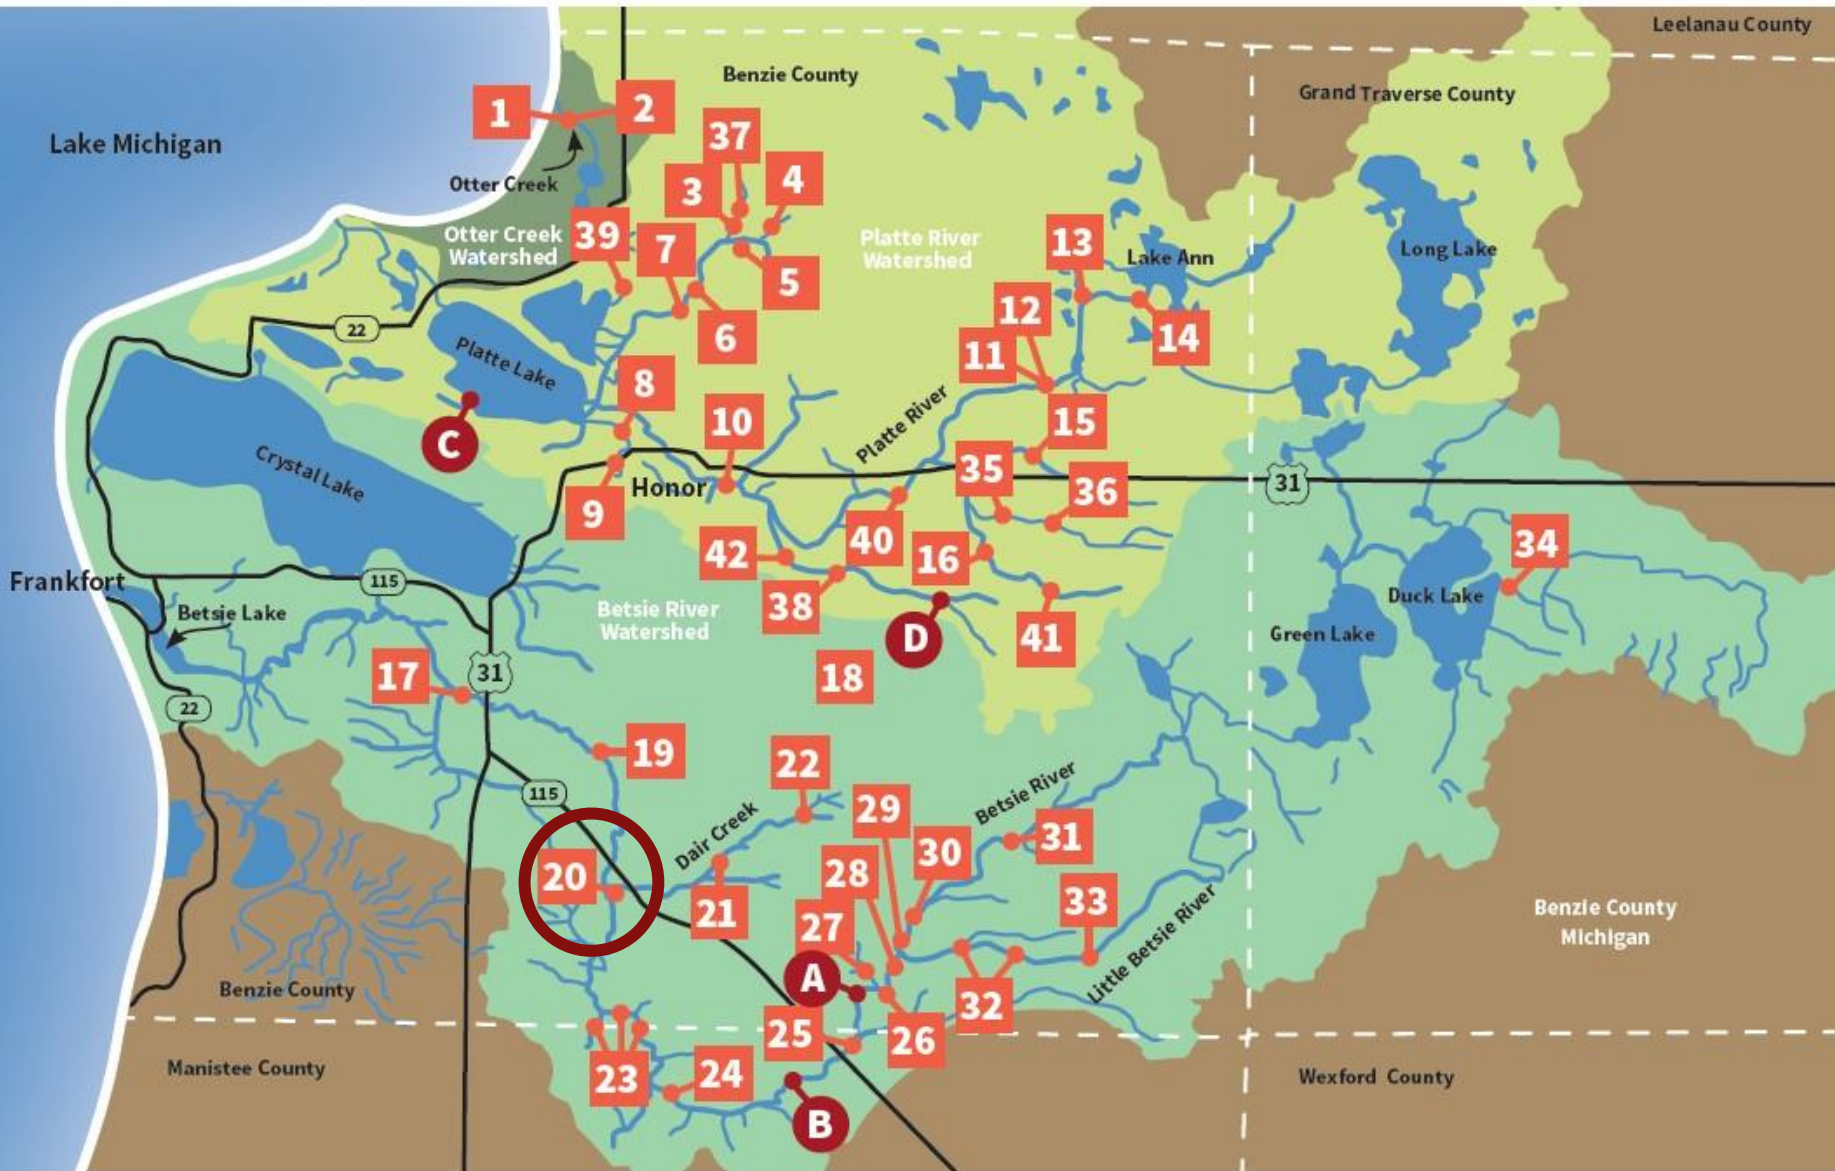 Leelanau County
Benzie County
Grand Traverse County
1
2
Lake Michigan
37
4
3
Otter Creek
39
Otter Creek
Watershed
7
Platte River
Watershed
13
Lake Ann
Long Lake
5
12
22
6
14
11
Platte Lake
8
10
Platte River
15
C
Crystal Lake
35
31
36
Honor
9
42
40
16
34
Frankfort
115
Betsie Lake
38
Betsie River
Watershed
D
41
Duck Lake
Green Lake
17
31
18
22
19
22
115
29
Betsie River
Dair Creek
31
30
20
28
21
33
27
Little Betsie River
Benzie County
Michigan
A
Benzie County
32
25
26
Manistee County
23
24
Wexford County
B